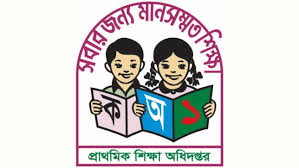 সবার জন্য মানসম্মত শিক্ষা
ক অ ১
প্রাথমিক শিক্ষা অধিদপ্তর